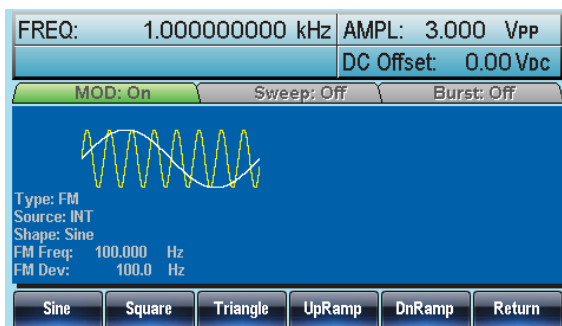 FREQ: 1.000000000 kHz AMPL: 3.000 VPP
DC Offset: 0.00 VDC
MOD: On Sweep: Off Burst: Off
Type: FM
Source: INT
Shape: Sine
FM Freq: 100.000 Hz
FM Dev: 100.0 Hz
Sine Square Triangle UpRamp DnRamp Return